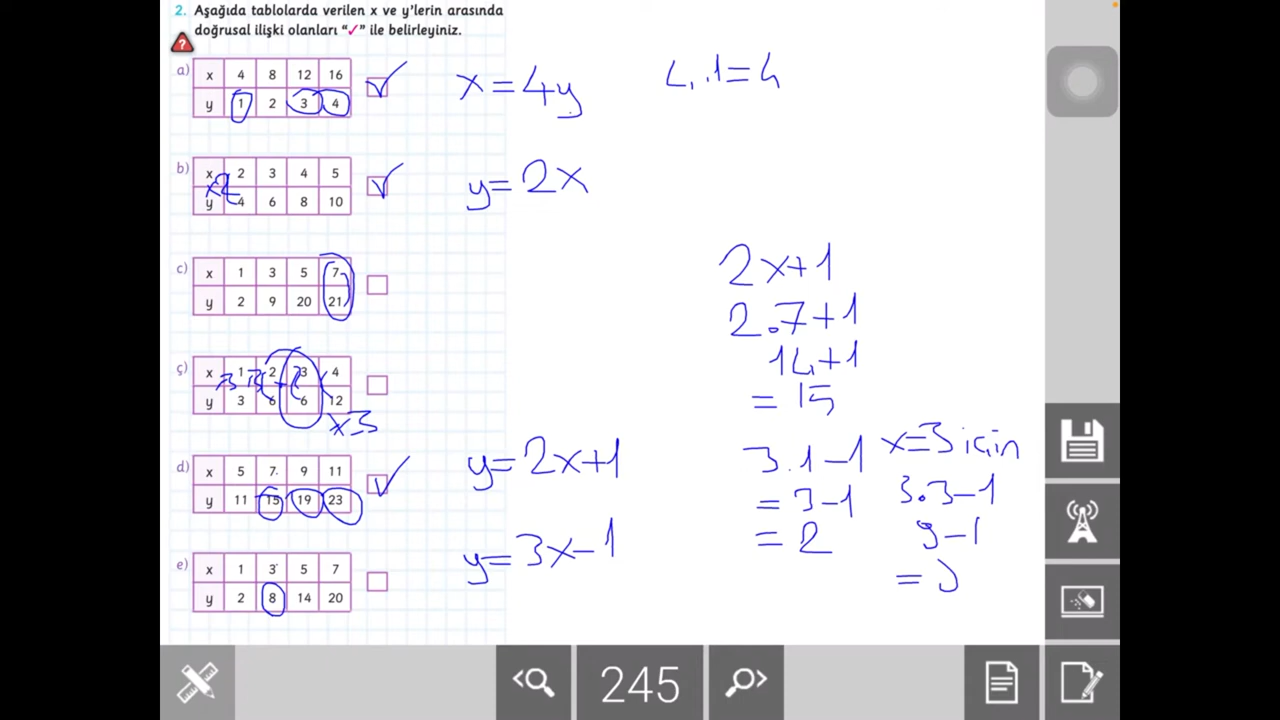 2. Aşağıda tablolarda verilen x ve y'lerin arasında
doğrusal ilişki olanları "✓" ile belirleyiniz.
a) x 4 8 12 16
y 1 2 3 4
✓ x = 4y
4.1=4
b) x 2 3 4 5
y 4 6 8 10
x2
✓ y = 2x
c) x 1 3 5 7
y 2 9 20 21
2x+1
2.7+1
14+1
= 15
ç) x 1 2 3 4
y 3 6 6 12
x3
d) x 5 7 9 11
y 11 15 19 23
✓ y = 2x+1
e) x 1 3 5 7
y 2 8 14 20
y = 3x-1
3.1-1
= 3-1
= 2
x=3 için
3.3-1
9-1
=
245